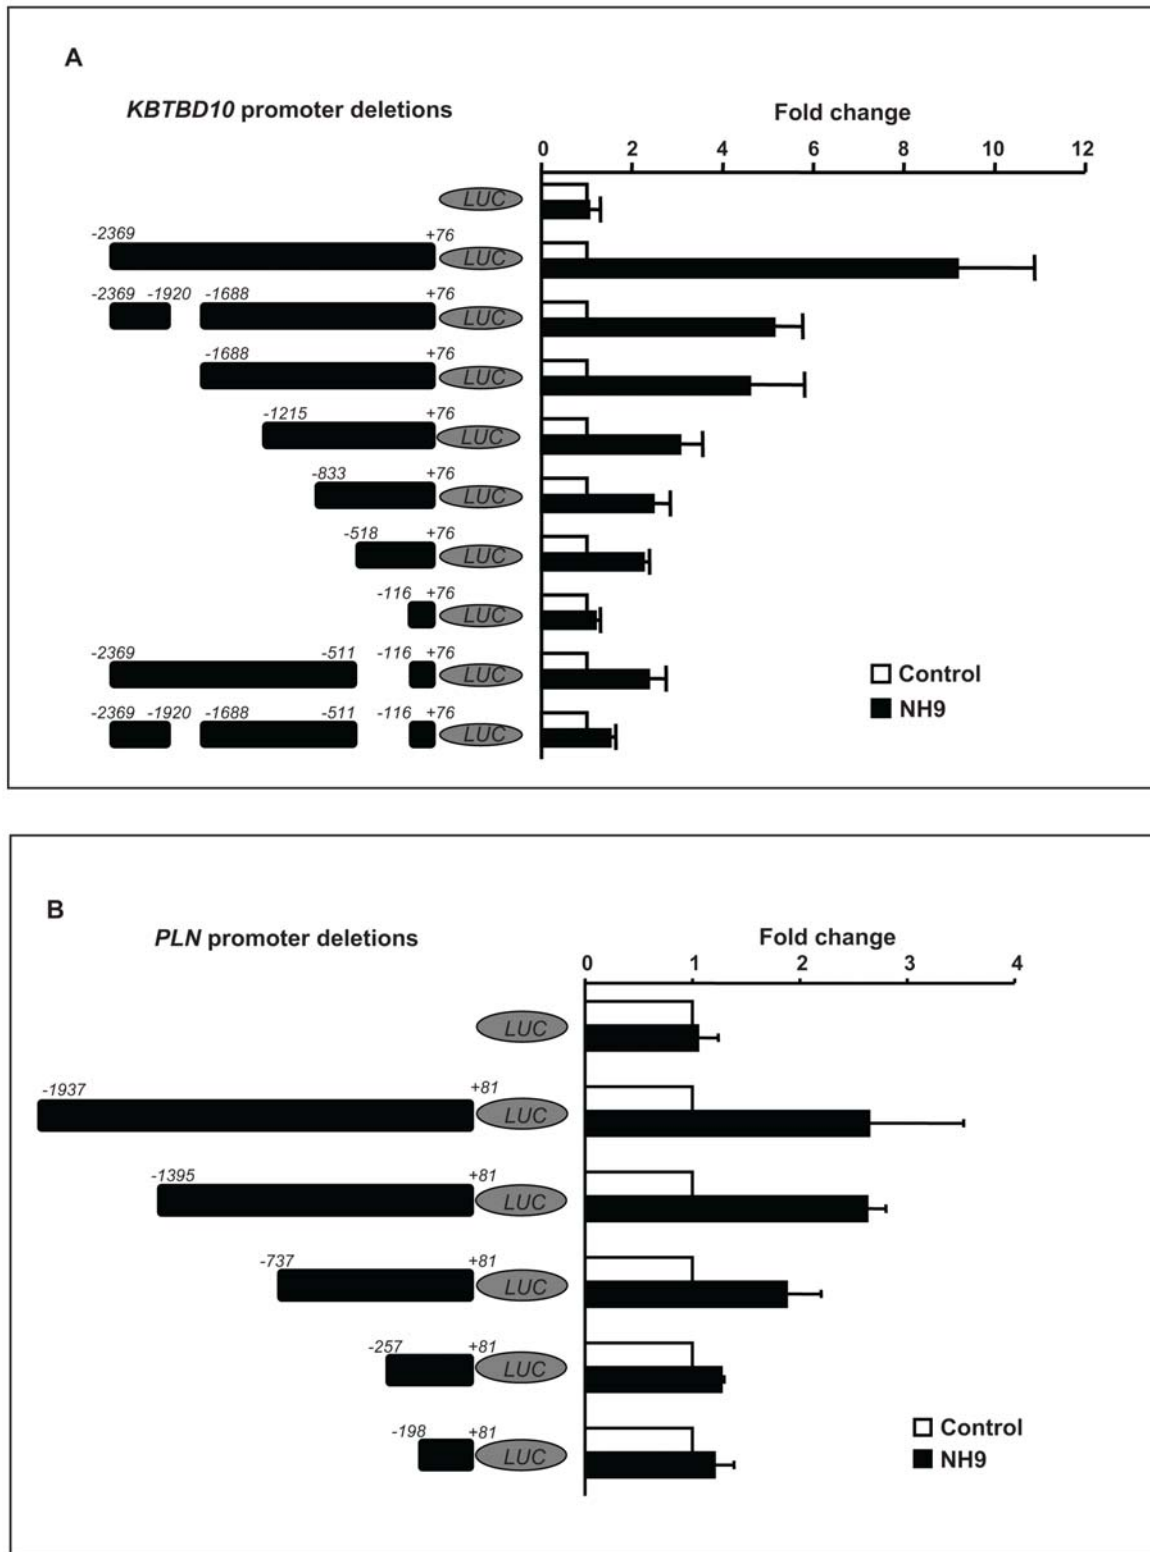 A
KBTBD10 promoter deletions
Fold change
0 2 4 6 8 10 12
LUC
-2369 +76
LUC
-2369 -1920 -1688 +76
LUC
-1688 +76
LUC
-1215 +76
LUC
-833 +76
LUC
-518 +76
LUC
-116 +76
LUC
-2369 -511 -116 +76
LUC
-2369 -1920 -1688 -511 -116 +76
LUC
Control
NH9
B
PLN promoter deletions
Fold change
0 1 2 3 4
LUC
-1937 +81
LUC
-1395 +81
LUC
-737 +81
LUC
-257 +81
LUC
-198 +81
LUC
Control
NH9